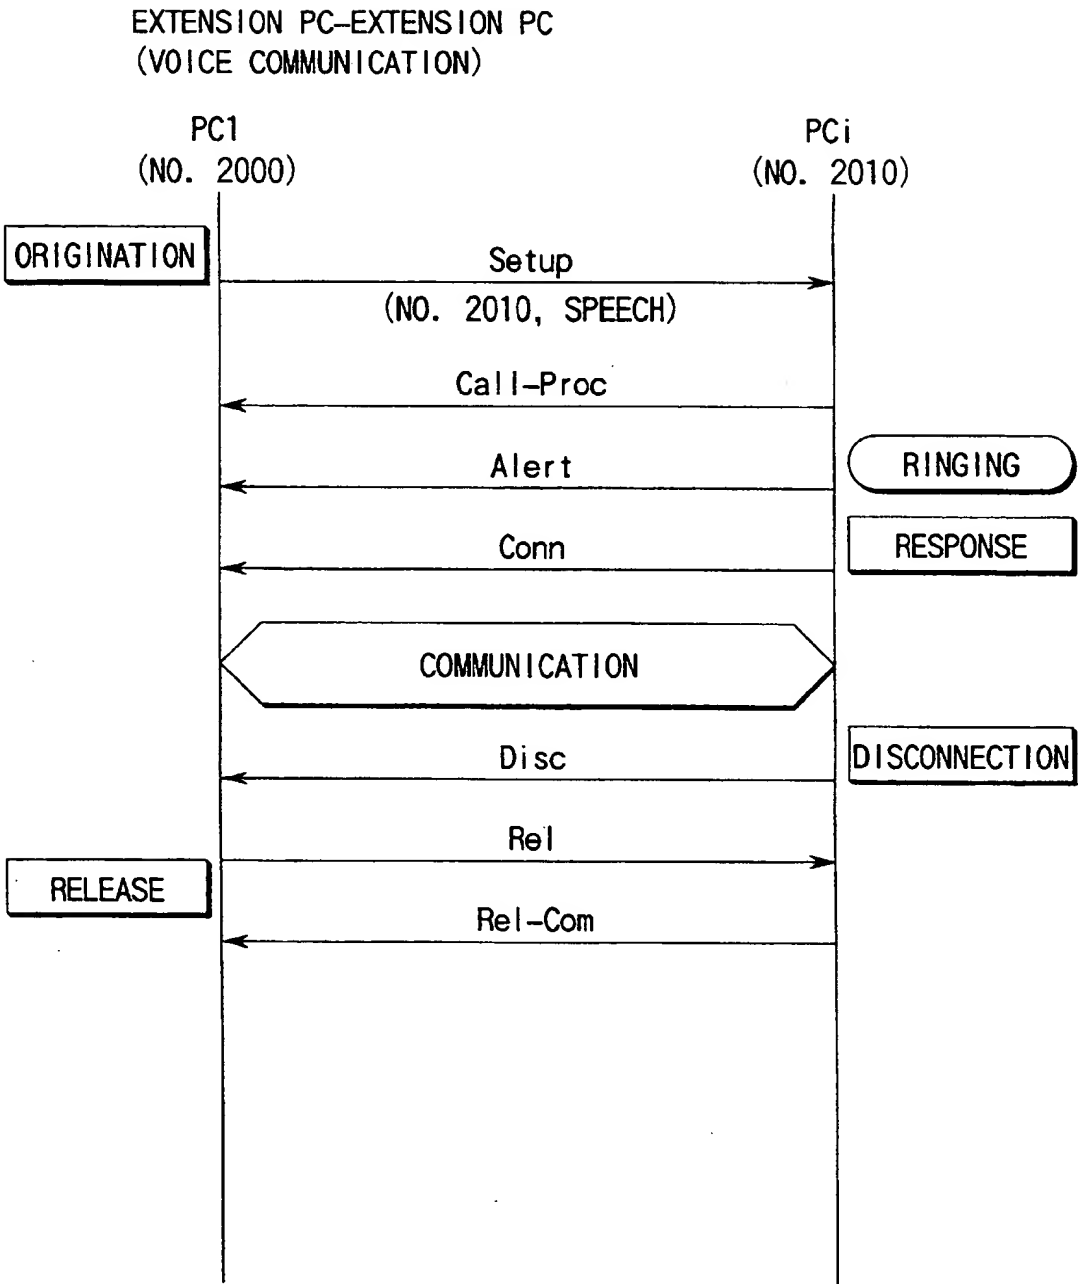 EXTENSION PC-EXTENSION PC
(VOICE COMMUNICATION)
PC1
(NO. 2000)
PCi
(NO. 2010)
ORIGINATION
Setup
(NO. 2010, SPEECH)
Call-Proc
Alert
RINGING
Conn
RESPONSE
COMMUNICATION
Disc
DISCONNECTION
Rel
RELEASE
Rel-Com